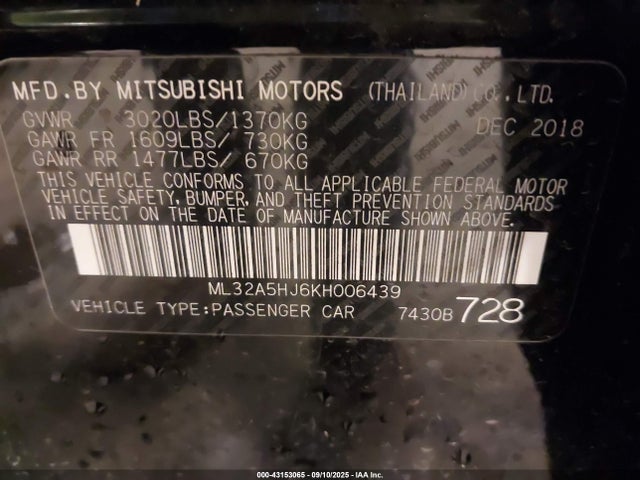 MFD.BY MITSUBISHI MOTORS (THAILAND)CO.,LTD.
GVWR 3020LBS/1370KG DEC 2018
GAWR FR 1609LBS/ 730KG
GAWR RR 1477LBS/ 670KG
THIS VEHICLE CONFORMS TO ALL APPLICABLE FEDERAL MOTOR
VEHICLE SAFETY, BUMPER, AND THEFT PREVENTION STANDARDS
IN EFFECT ON THE DATE OF MANUFACTURE SHOWN ABOVE.
ML32A5HJ6KH006439
VEHICLE TYPE:PASSENGER CAR 7430B 728
000-43153065 - 09/10/2025 - IAA Inc.